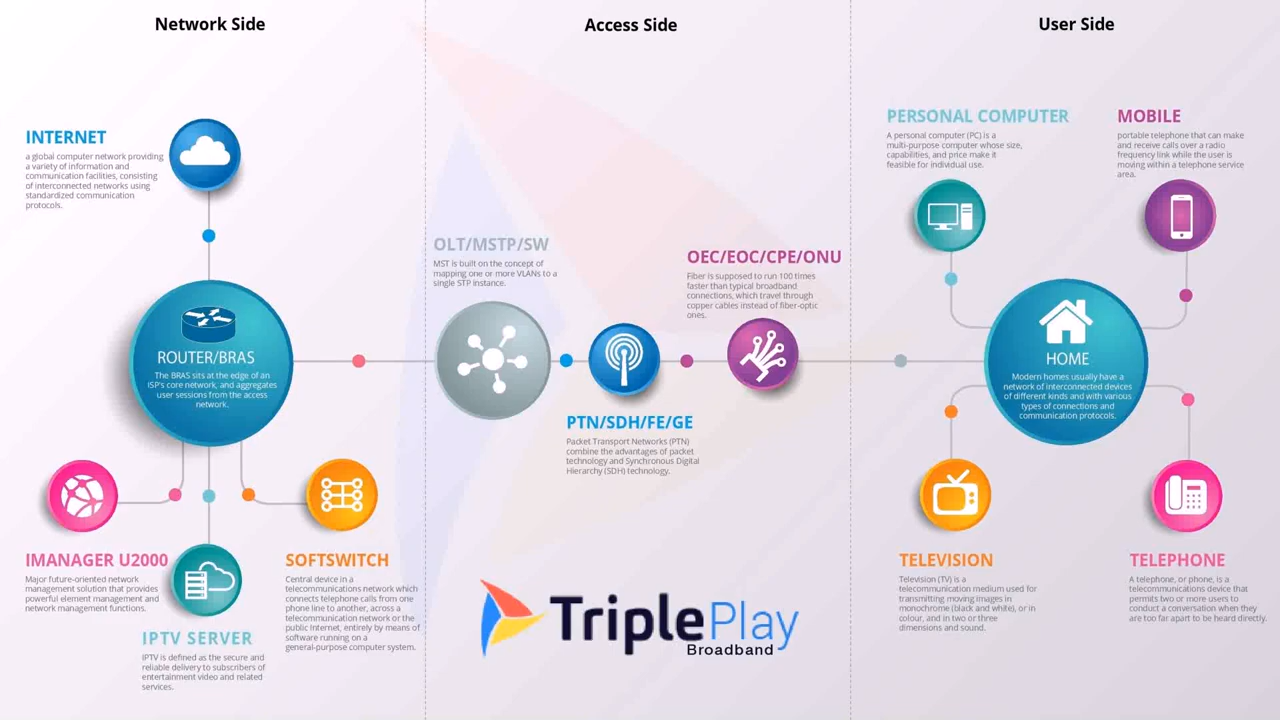 Network Side
Access Side
User Side
INTERNET
a global computer network providing
a variety of information and
communication facilities, consisting
of interconnected networks using
standardized communication
protocols.
ROUTER/BRAS
The BRAS sits at the edge of an
ISP's core network, and aggregates
user sessions from the access
network.
IMANAGER U2000
Major future-oriented network
management solution that provides
powerful element management and
network management functions.
IPTV SERVER
IPTV is defined as the secure and
reliable delivery to subscribers of
entertainment video and related
services.
SOFTSWITCH
Central device in a
telecommunications network which
connects telephone calls from one
phone line to another, across a
telecommunication network or the
public Internet, entirely by means of
software running on a
general-purpose computer system.
OLT/MSTP/SW
MST is built on the concept of
mapping one or more VLANs to a
single STP instance.
PTN/SDH/FE/GE
Packet Transport Networks (PTN)
combine the advantages of packet
technology and Synchronous Digital
Hierarchy (SDH) technology.
OEC/EOC/CPE/ONU
Fiber is supposed to run 100 times
faster than typical broadband
connections, which travel through
copper cables instead of fiber-optic
ones.
TriplePlay
Broadband
PERSONAL COMPUTER
A personal computer (PC) is a
multi-purpose computer whose size,
capabilities, and price make it
feasible for individual use.
MOBILE
portable telephone that can make
and receive calls over a radio
frequency link while the user is
moving within a telephone service
area.
HOME
Modern homes usually have a
network of interconnected devices
of different kinds and with various
types of connections and
communication protocols.
TELEVISION
Television (TV) is a
telecommunication medium used for
transmitting moving images in
monochrome (black and white), or in
colour, and in two or three
dimensions and sound.
TELEPHONE
A telephone, or phone, is a
telecommunications device that
permits two or more users to
conduct a conversation when they
are too far apart to be heard directly.